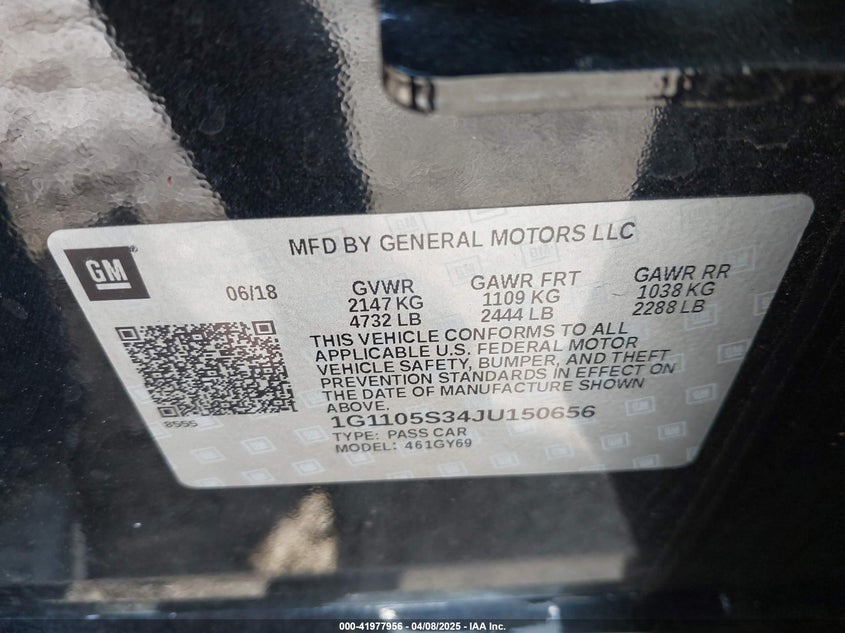 MFD BY GENERAL MOTORS LLC
GM
06/18
GVWR
2147 KG
4732 LB
GAWR FRT
1109 KG
2444 LB
GAWR RR
1038 KG
2288 LB
THIS VEHICLE CONFORMS TO ALL
APPLICABLE U.S. FEDERAL MOTOR
VEHICLE SAFETY, BUMPER, AND THEFT
PREVENTION STANDARDS IN EFFECT ON
THE DATE OF MANUFACTURE SHOWN
ABOVE.
8555
1G1105S34JU150656
TYPE: PASS CAR
MODEL: 461GY69
000-41977956 - 04/08/2025 - IAA Inc.